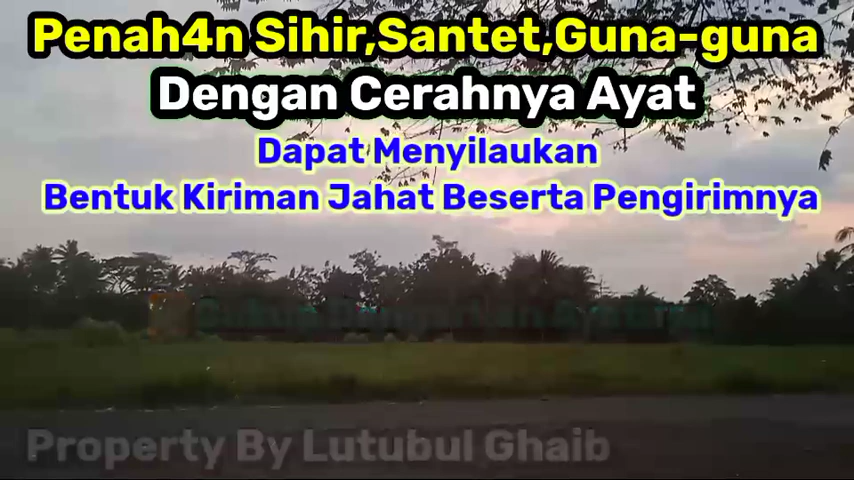 Penah4n Sihir,Santet,Guna-guna
Dengan Cerahnya Ayat
Dapat Menyilaukan
Bentuk Kiriman Jahat Beserta Pengirimnya
Property By Lutubul Ghaib